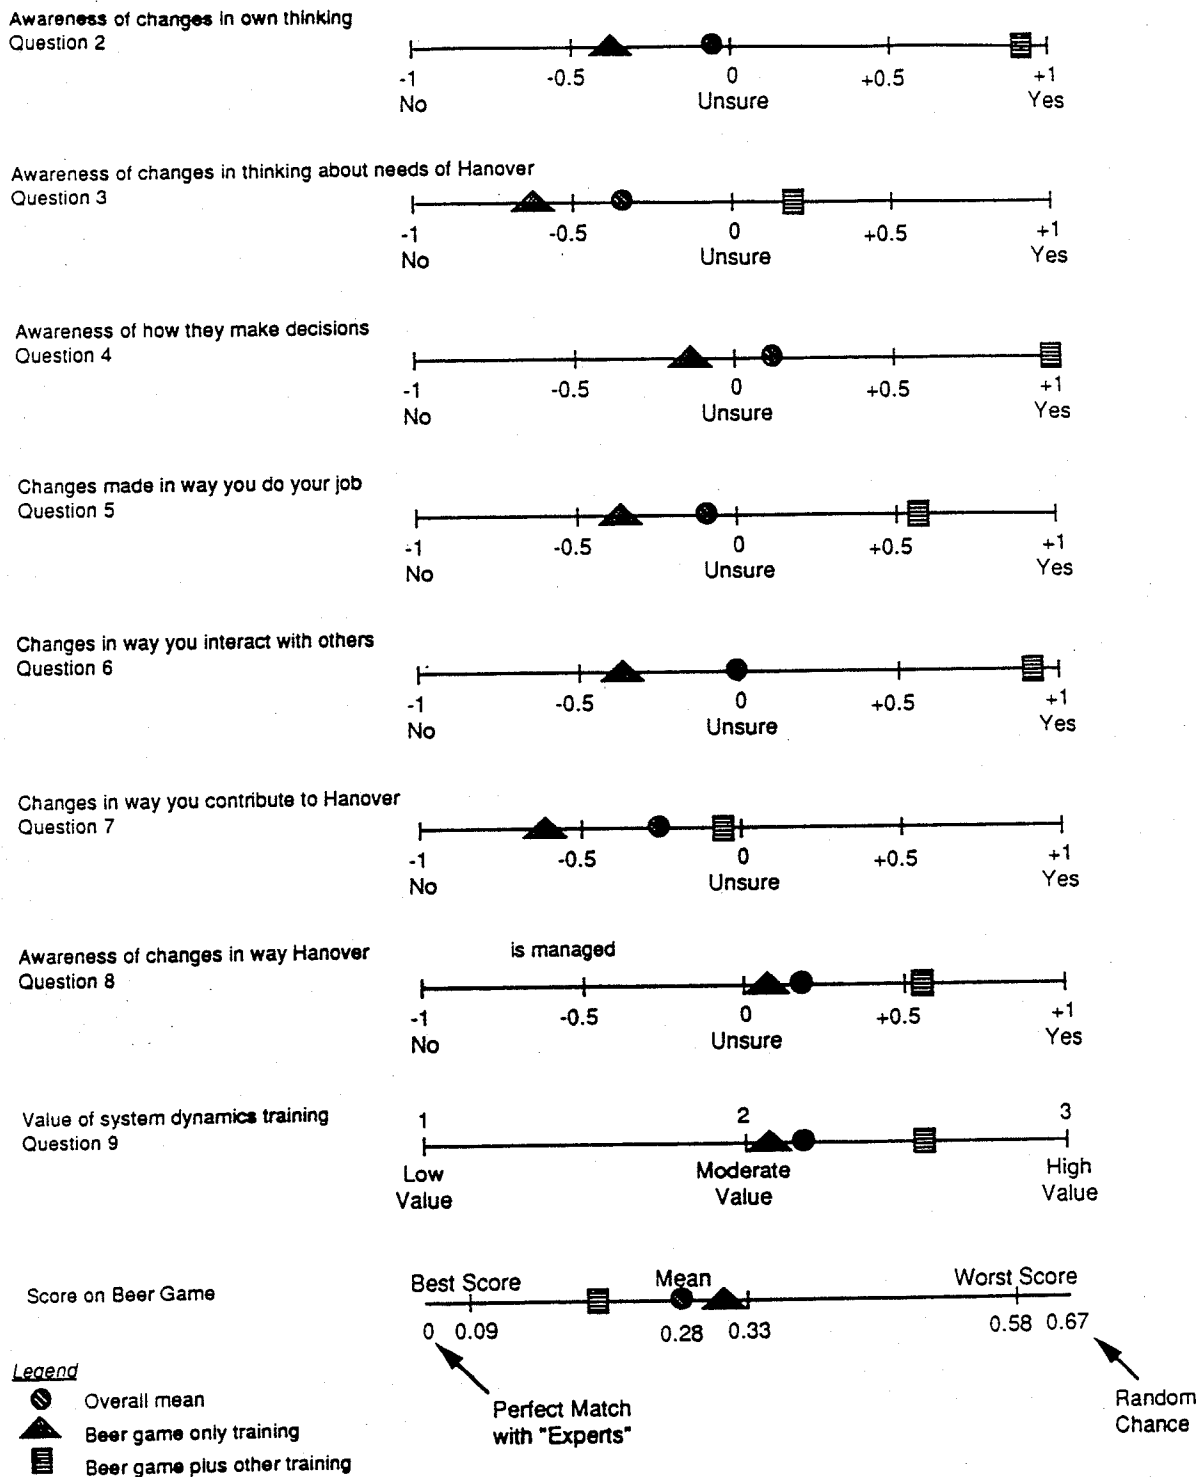 Awareness of changes in own thinking
Question 2
-1 -0.5 0 +0.5 +1
No Unsure Yes
Awareness of changes in thinking about needs of Hanover
Question 3
-1 -0.5 0 +0.5 +1
No Unsure Yes
Awareness of how they make decisions
Question 4
-1 -0.5 0 +0.5 +1
No Unsure Yes
Changes made in way you do your job
Question 5
-1 -0.5 0 +0.5 +1
No Unsure Yes
Changes in way you interact with others
Question 6
-1 -0.5 0 +0.5 +1
No Unsure Yes
Changes in way you contribute to Hanover
Question 7
-1 -0.5 0 +0.5 +1
No Unsure Yes
Awareness of changes in way Hanover is managed
Question 8
-1 -0.5 0 +0.5 +1
No Unsure Yes
Value of system dynamics training
Question 9
1 2 3
Low Moderate High
Value Value Value
Score on Beer Game
Best Score Mean Worst Score
0 0.09 0.28 0.33 0.58 0.67
Perfect Match
with "Experts"
Random
Chance
Legend
Overall mean
Beer game only training
Beer game plus other training